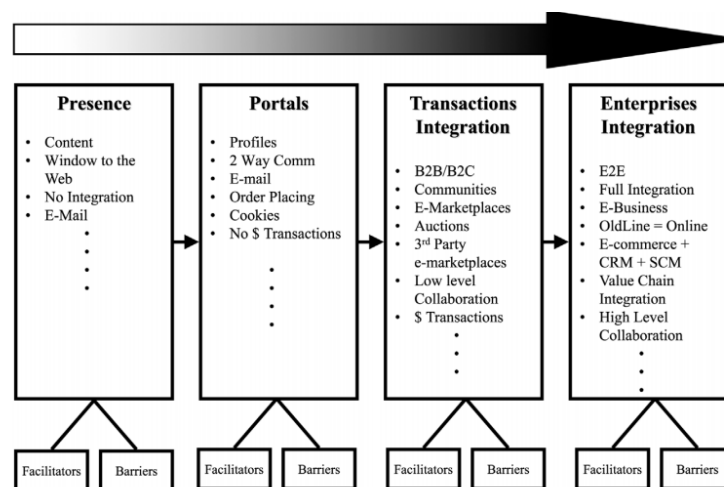 Presence
• Content
• Window to the
Web
• No Integration
• E-Mail
Portals
• Profiles
• 2 Way Comm
• E-mail
• Order Placing
• Cookies
• No $ Transactions
Transactions
Integration
• B2B/B2C
• Communities
• E-Marketplaces
• Auctions
• 3rd Party
e-marketplaces
• Low level
Collaboration
• $ Transactions
Enterprises
Integration
• E2E
• Full Integration
• E-Business
• OldLine = Online
• E-commerce +
CRM + SCM
• Value Chain
Integration
• High Level
Collaboration
Facilitators
Barriers
Facilitators
Barriers
Facilitators
Barriers
Facilitators
Barriers